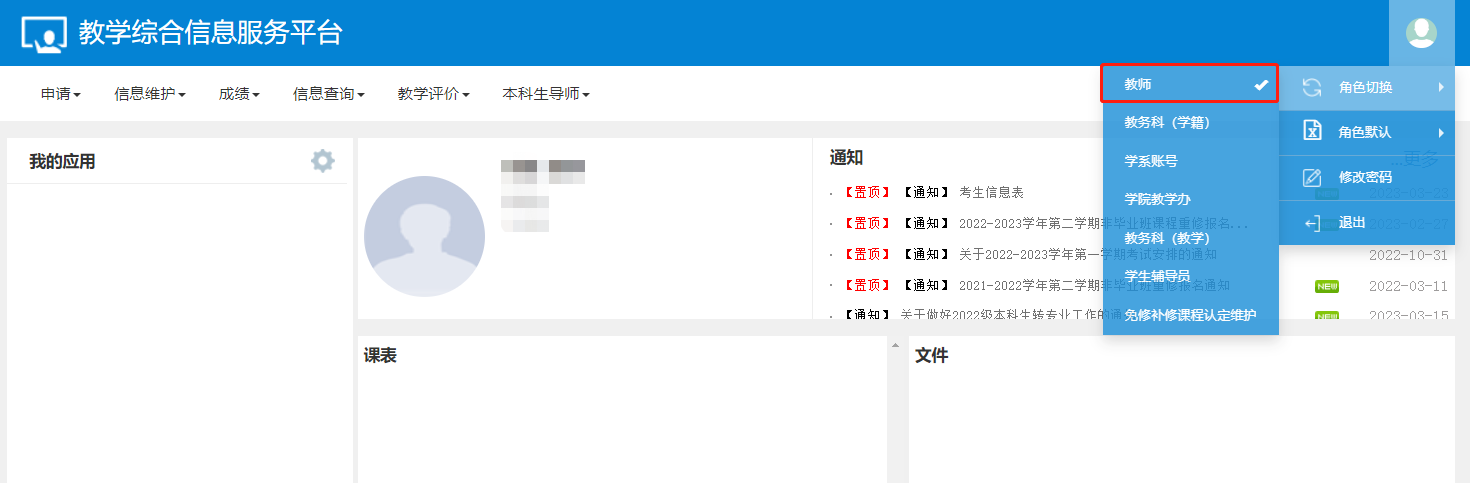 教学综合信息服务平台
申请
信息维护
成绩
信息查询
教学评价
本科生导师
教师
教务科（学籍）
学系账号
学院教学办
教务科（教学）
学生辅导员
免修补修课程认定维护
角色切换
角色默认
修改密码
退出
我的应用
通知
...更多
【置顶】 【通知】 考生信息表 2023-03-23
【置顶】 【通知】 2022-2023学年第二学期非毕业班课程重修报名... 2023-02-27
【置顶】 【通知】 关于2022-2023学年第一学期考试安排的通知 2022-10-31
【置顶】 【通知】 2021-2022学年第二学期非毕业班重修报名通知 NEW 2022-03-11
【通知】 关于做好2022级本科生转专业工作的通 NEW 2023-03-15
课表
文件